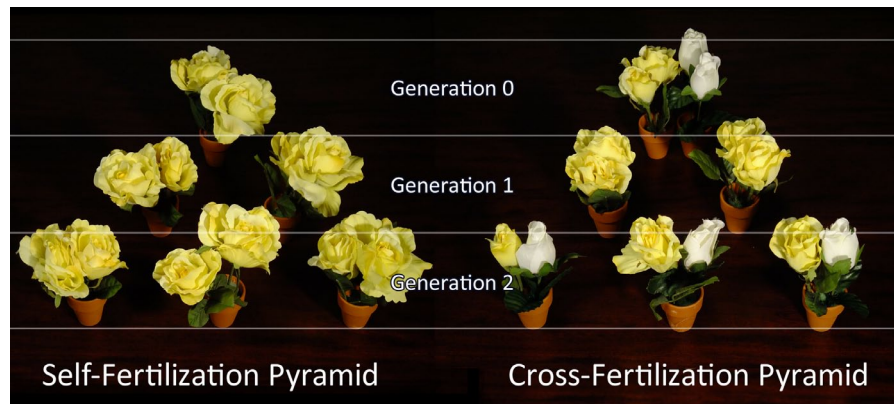 Generation 0
Generation 1
Generation 2
Self-Fertilization Pyramid
Cross-Fertilization Pyramid